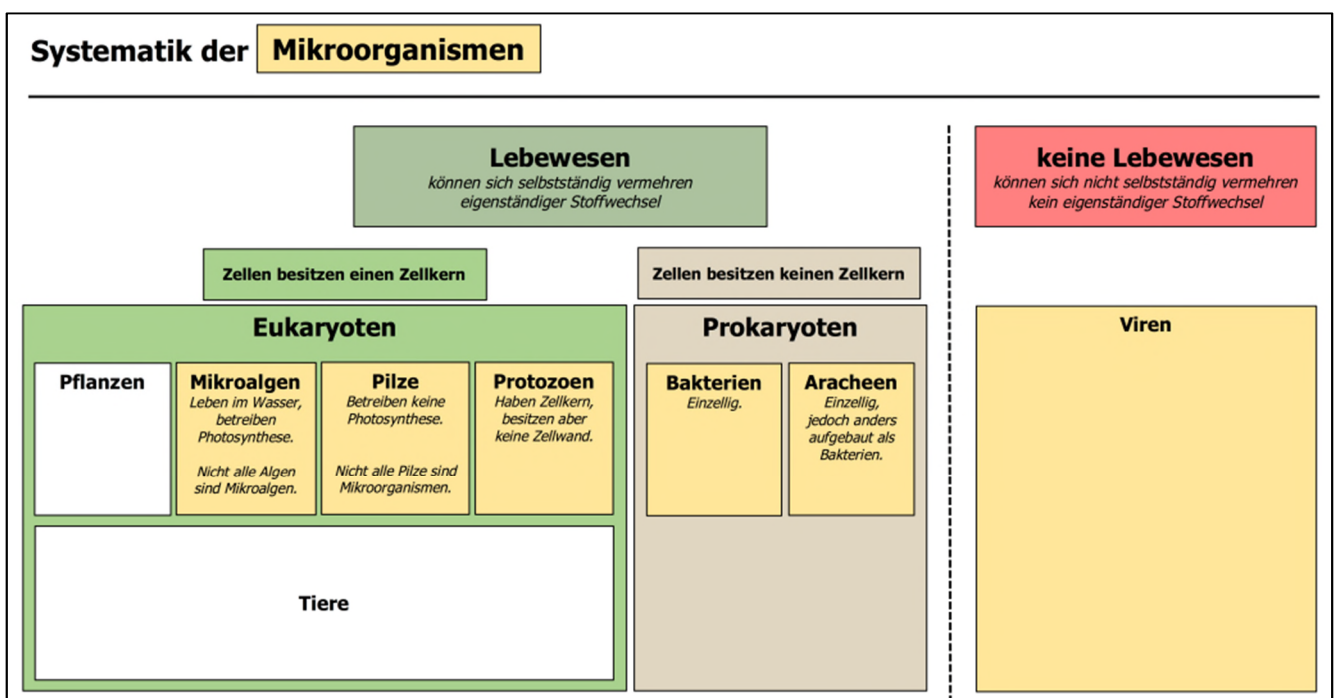 Systematik der Mikroorganismen
Lebewesen
können sich selbstständig vermehren
eigenständiger Stoffwechsel
keine Lebewesen
können sich nicht selbstständig vermehren
kein eigenständiger Stoffwechsel
Zellen besitzen einen Zellkern
Zellen besitzen keinen Zellkern
Eukaryoten
Pflanzen
Mikroalgen
Leben im Wasser,
betreiben
Photosynthese.
Nicht alle Algen
sind Mikroalgen.
Pilze
Betreiben keine
Photosynthese.
Nicht alle Pilze sind
Mikroorganismen.
Protozoen
Haben Zellkern,
besitzen aber
keine Zellwand.
Tiere
Prokaryoten
Bakterien
Einzellig.
Aracheen
Einzellig,
jedoch anders
aufgebaut als
Bakterien.
Viren